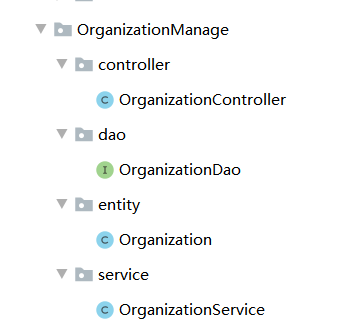 OrganizationManage
controller
C OrganizationController
dao
I OrganizationDao
entity
C Organization
service
C OrganizationService